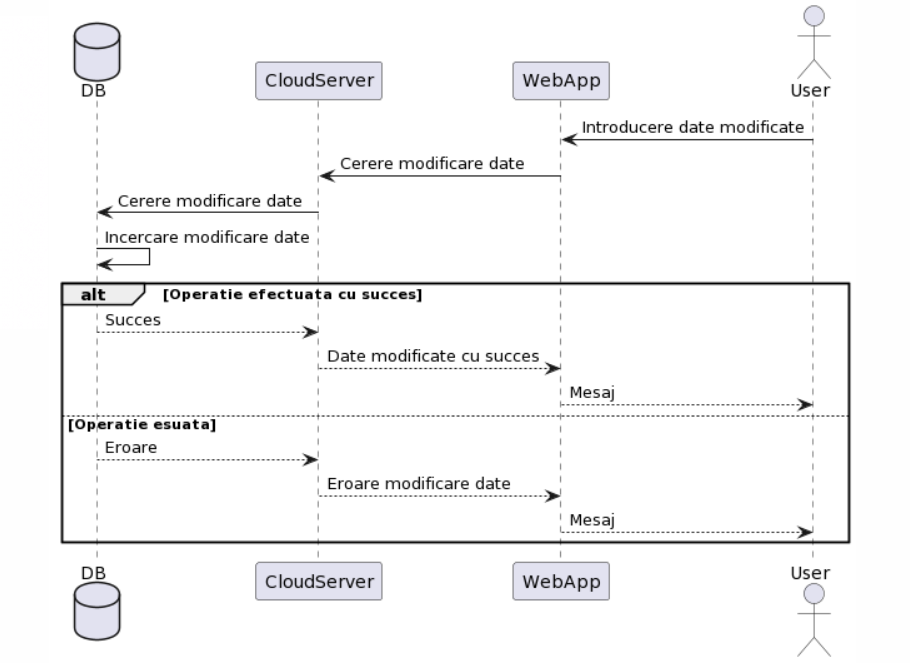 DB
CloudServer
WebApp
User
Introducere date modificate
Cerere modificare date
Cerere modificare date
Incercare modificare date
alt [Operatie efectuata cu succes]
Succes
Date modificate cu succes
Mesaj
[Operatie esuata]
Eroare
Eroare modificare date
Mesaj
DB
CloudServer
WebApp
User